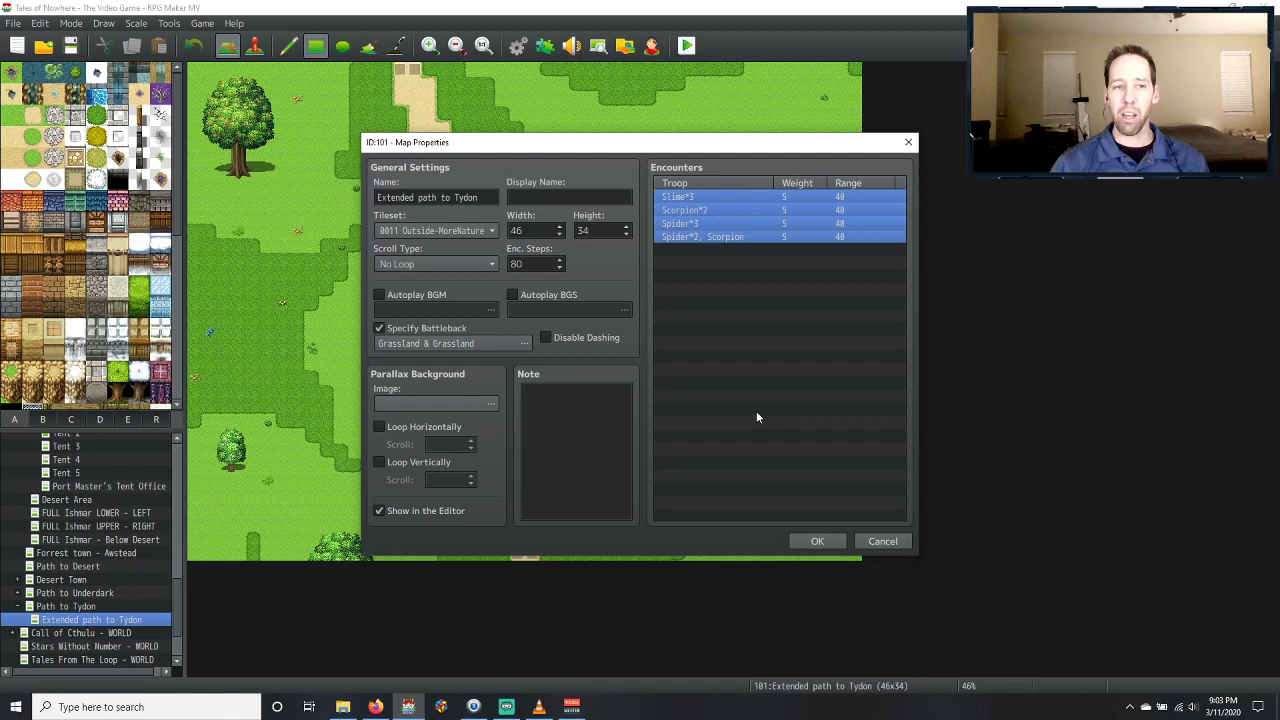 Tales of Nowhere - The Video Game - RPG Maker MV
File Edit Mode Draw Scale Tools Game Help
ID:101 - Map Properties
General Settings
Name:
Display Name:
Extended path to Tydon
Tileset:
Width:
Height:
0011 Outside-MoreNature
46
34
Scroll Type:
Enc. Steps:
No Loop
80
Autoplay BGM
Autoplay BGS
Specify Battleback
Grassland & Grassland
Disable Dashing
Parallax Background
Image:
Loop Horizontally
Scroll:
Loop Vertically
Scroll:
Show in the Editor
Note
Encounters
Troop Weight Range
Slime*3 5 40
Scorpion*2 5 40
Spider*3 5 40
Spider*2, Scorpion 5 40
OK
Cancel
A B C D E R
Tent 2
Tent 3
Tent 4
Tent 5
Port Master's Tent Office
Desert Area
FULL Ishmar LOWER - LEFT
FULL Ishmar UPPER - RIGHT
FULL Ishmar - Below Desert
Forrest town - Awstead
Path to Desert
Desert Town
Path to Underdark
Path to Tydon
Extended path to Tydon
Call of Cthulu - WORLD
Stars Without Number - WORLD
Tales From The Loop - WORLD
101:Extended path to Tydon (46x34)
46%
Type here to search
9:03 PM
3/11/2020